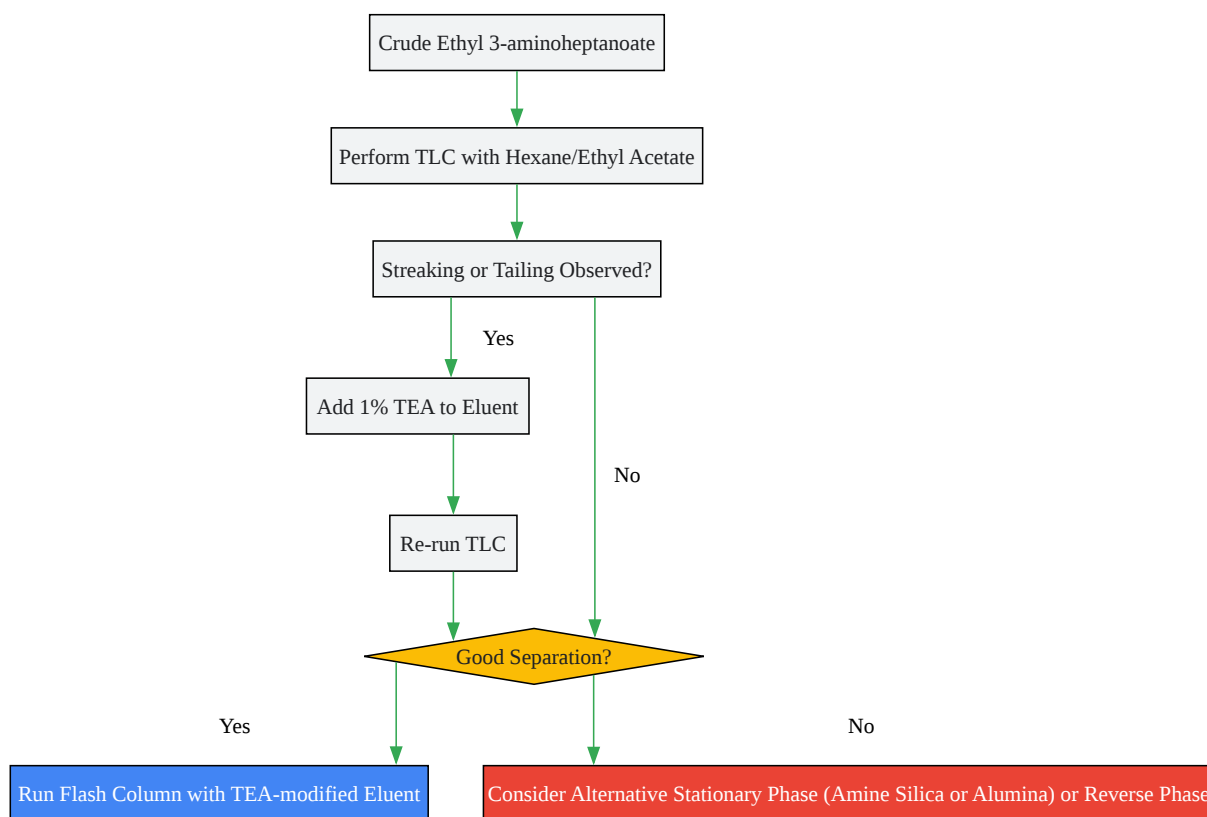 Crude Ethyl 3-aminoheptanoate
Perform TLC with Hexane/Ethyl Acetate
Streaking or Tailing Observed?
Yes
Add 1% TEA to Eluent
No
Re-run TLC
Good Separation?
Yes
No
Run Flash Column with TEA-modified Eluent
Consider Alternative Stationary Phase (Amine Silica or Alumina) or Reverse Phase